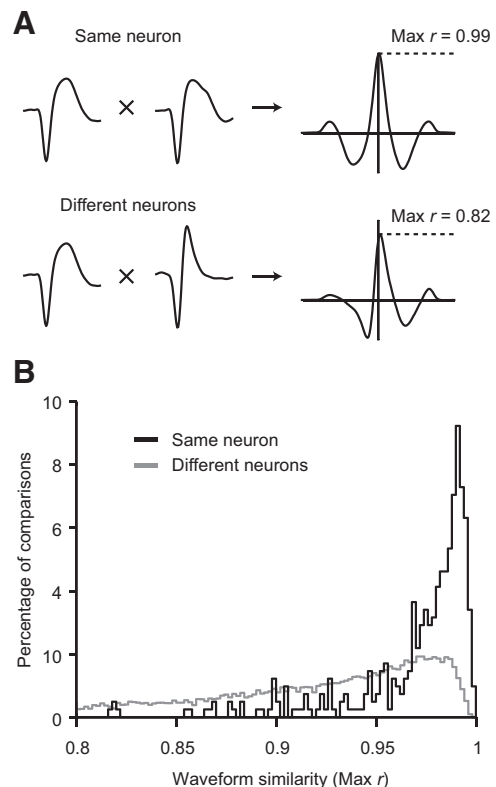 A
Same neuron
Max r = 0.99
×
Different neurons
Max r = 0.82
×
B
Percentage of comparisons
10
8
6
4
10
0
Same neuron
Different neurons
0.8 0.85 0.9 0.95 1
Waveform similarity (Max r)